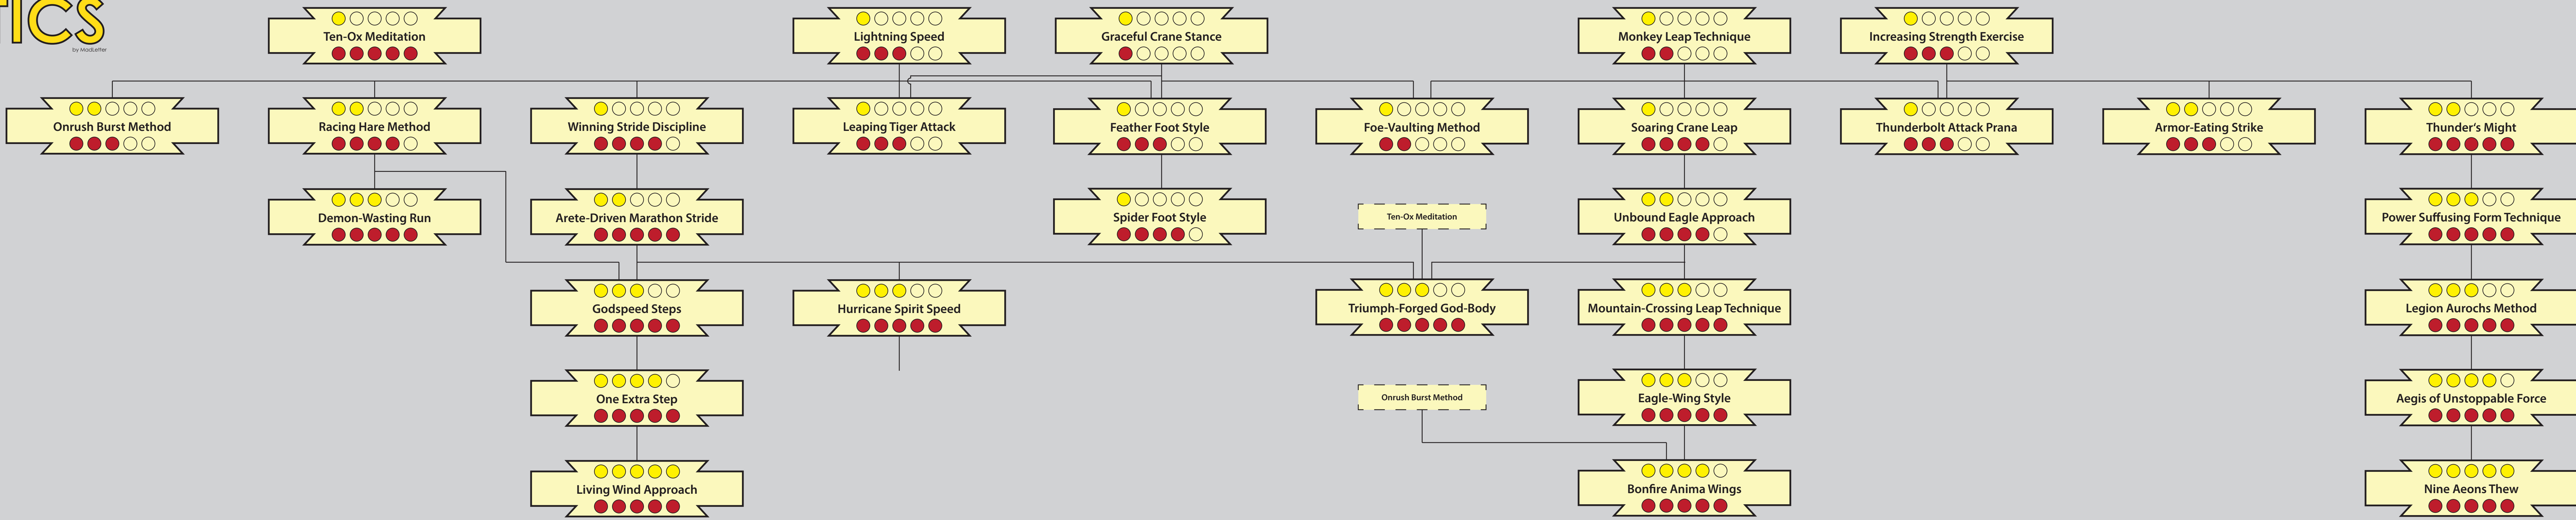 TICS
by MadLetter
Ten-Ox Meditation
Lightning Speed
Graceful Crane Stance
Monkey Leap Technique
Increasing Strength Exercise
Onrush Burst Method
Racing Hare Method
Winning Stride Discipline
Leaping Tiger Attack
Feather Foot Style
Foe-Vaulting Method
Soaring Crane Leap
Thunderbolt Attack Prana
Armor-Eating Strike
Thunder's Might
Demon-Wasting Run
Arete-Driven Marathon Stride
Spider Foot Style
Ten-Ox Meditation
Unbound Eagle Approach
Power Suffusing Form Technique
Godspeed Steps
Hurricane Spirit Speed
Triumph-Forged God-Body
Mountain-Crossing Leap Technique
Legion Aurochs Method
One Extra Step
Onrush Burst Method
Eagle-Wing Style
Aegis of Unstoppable Force
Living Wind Approach
Bonfire Anima Wings
Nine Aeons Thew